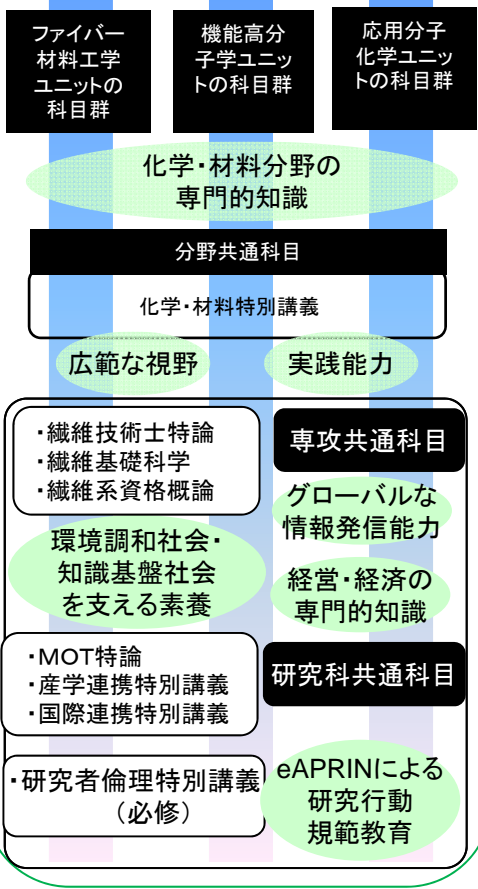 ファイバー
材料工学
ユニットの
科目群
機能高分
子学ユニッ
トの科目群
応用分子
化学ユニッ
トの科目群
化学・材料分野の
専門的知識
分野共通科目
化学・材料特別講義
広範な視野
実践能力
・繊維技術士特論
・繊維基礎科学
・繊維系資格概論
専攻共通科目
グローバルな
情報発信能力
環境調和社会・
知識基盤社会
を支える素養
経営・経済の
専門的知識
・MOT特論
・産学連携特別講義
・国際連携特別講義
研究科共通科目
・研究者倫理特別講義
(必修)
eAPRINによる
研究行動
規範教育